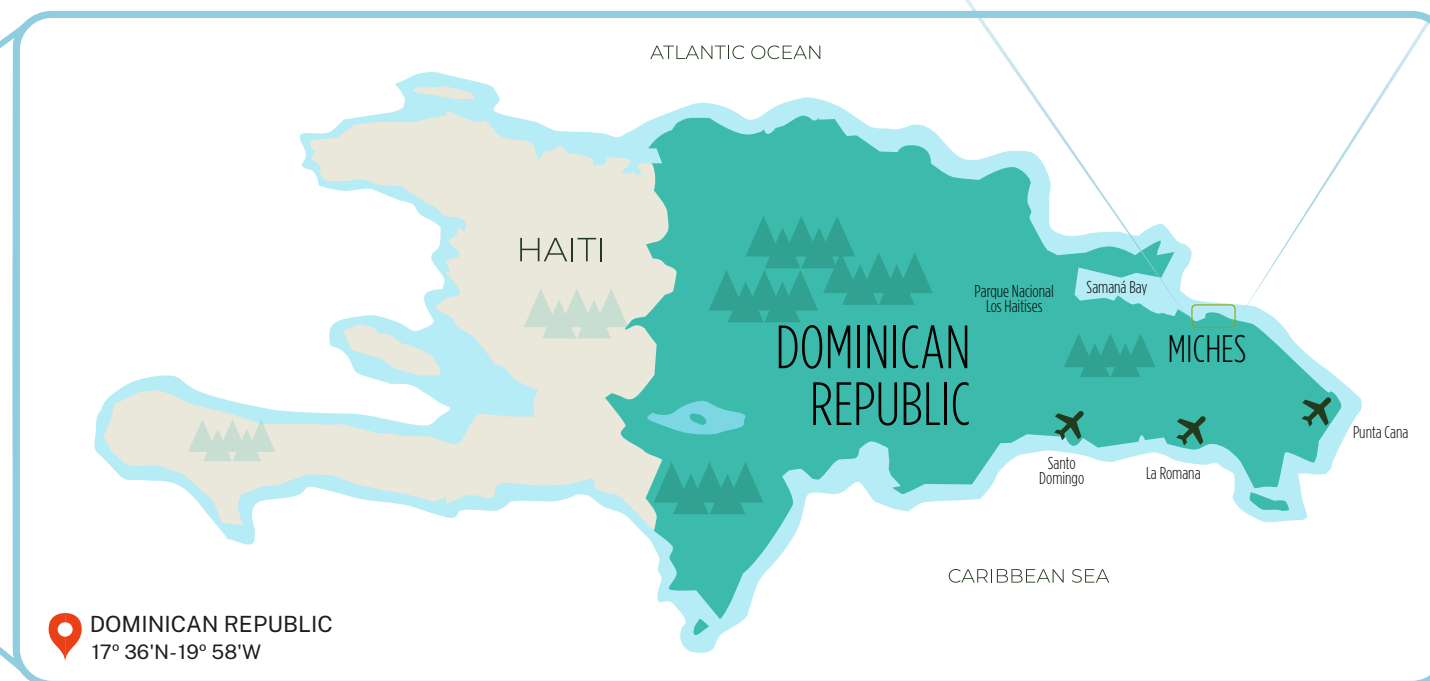 ATLANTIC OCEAN
HAITI
Parque Nacional
Los Haitises
Samaná Bay
DOMINICAN
REPUBLIC
MICHES
Punta Cana
Santo
Domingo
La Romana
CARIBBEAN SEA
DOMINICAN REPUBLIC
17º 36'N-19º 58'W